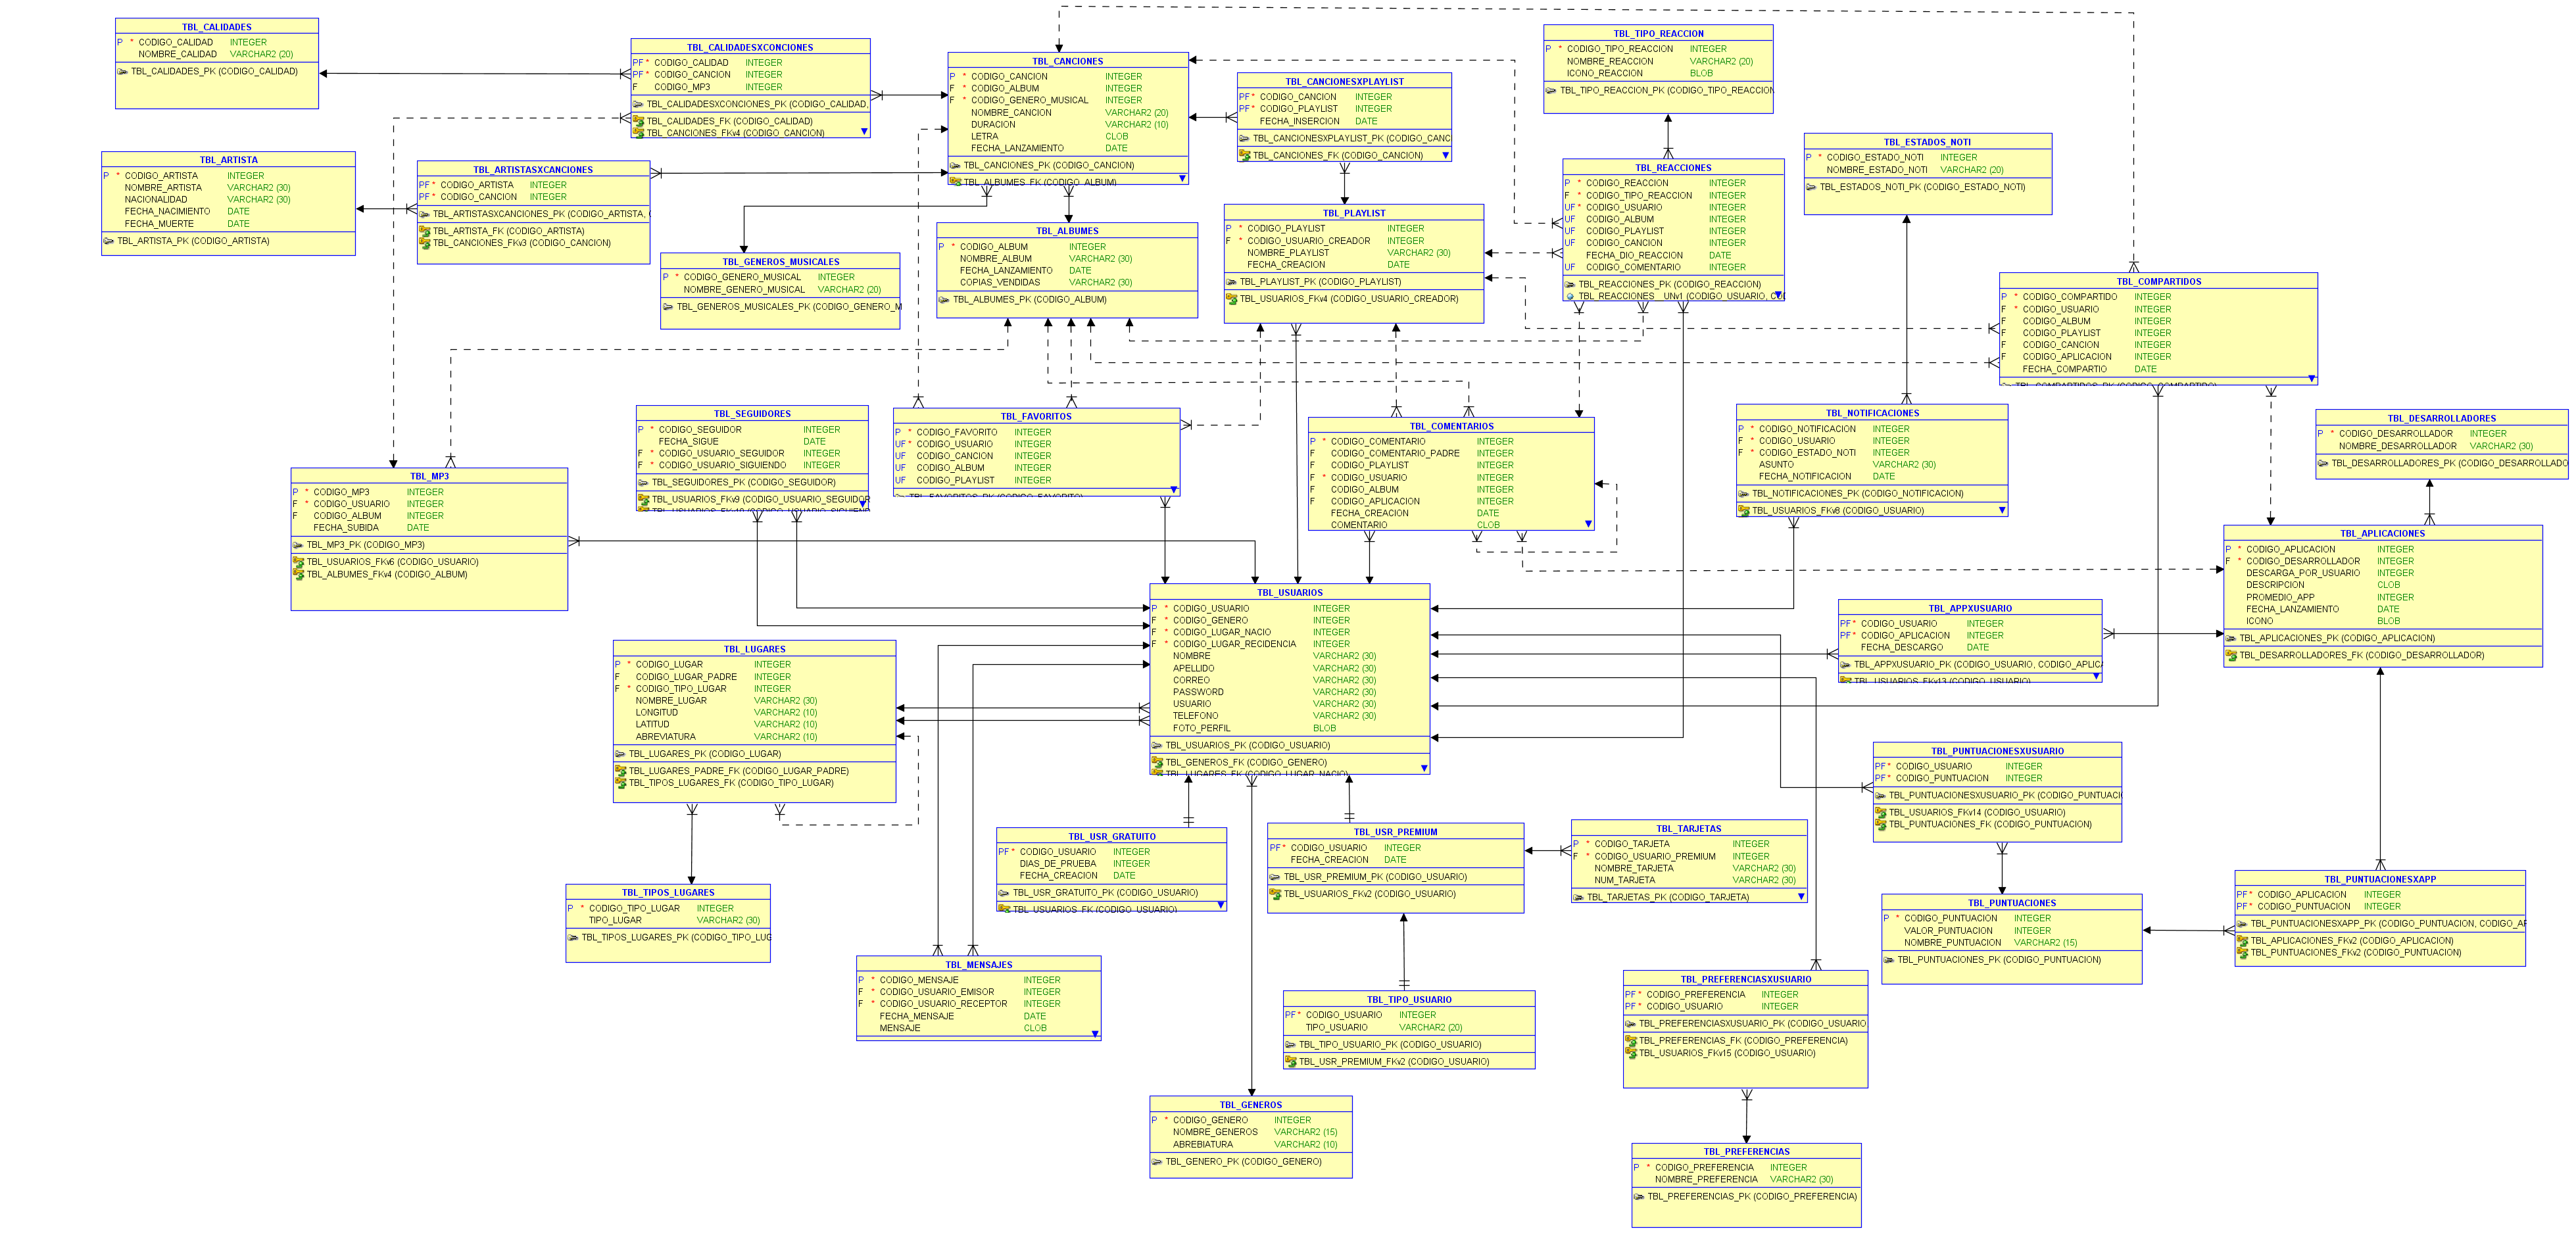 TBL_CALIDADES
P * CODIGO_CALIDAD INTEGER
NOMBRE_CALIDAD VARCHAR2 (20)
TBL_CALIDADES_PK (CODIGO_CALIDAD)
TBL_CALIDADESXCONCIONES
PF * CODIGO_CALIDAD INTEGER
PF * CODIGO_CANCION INTEGER
F CODIGO_MP3 INTEGER
TBL_CALIDADESXCONCIONES_PK (CODIGO_CALIDAD,
TBL_CALIDADES_FK (CODIGO_CALIDAD)
TBL_CANCIONES_FKv4 (CODIGO_CANCION)
TBL_CANCIONES
P * CODIGO_CANCION INTEGER
F * CODIGO_ALBUM INTEGER
F * CODIGO_GENERO_MUSICAL INTEGER
NOMBRE_CANCION VARCHAR2 (20)
DURACION VARCHAR2 (10)
LETRA CLOB
FECHA_LANZAMIENTO DATE
TBL_CANCIONES_PK (CODIGO_CANCION)
TBL_ALBUMES_FK (CODIGO_ALBUM)
TBL_CANCIONESXPLAYLIST
PF * CODIGO_CANCION INTEGER
PF * CODIGO_PLAYLIST INTEGER
FECHA_INSERCION DATE
TBL_CANCIONESXPLAYLIST_PK (CODIGO_CANC
TBL_CANCIONES_FK (CODIGO_CANCION)
TBL_TIPO_REACCION
P * CODIGO_TIPO_REACCION INTEGER
NOMBRE_REACCION VARCHAR2 (20)
ICONO_REACCION BLOB
TBL_TIPO_REACCION_PK (CODIGO_TIPO_REACCION
TBL_ESTADOS_NOTI
P * CODIGO_ESTADO_NOTI INTEGER
NOMBRE_ESTADO_NOTI VARCHAR2 (20)
TBL_ESTADOS_NOTI_PK (CODIGO_ESTADO_NOTI)
TBL_ARTISTA
P * CODIGO_ARTISTA INTEGER
NOMBRE_ARTISTA VARCHAR2 (30)
NACIONALIDAD VARCHAR2 (30)
FECHA_NACIMIENTO DATE
FECHA_MUERTE DATE
TBL_ARTISTA_PK (CODIGO_ARTISTA)
TBL_ARTISTASXCANCIONES
PF * CODIGO_ARTISTA INTEGER
PF * CODIGO_CANCION INTEGER
TBL_ARTISTASXCANCIONES_PK (CODIGO_ARTISTA, 
TBL_ARTISTA_FK (CODIGO_ARTISTA)
TBL_CANCIONES_FKv3 (CODIGO_CANCION)
TBL_REACCIONES
P * CODIGO_REACCION INTEGER
F * CODIGO_TIPO_REACCION INTEGER
UF * CODIGO_USUARIO INTEGER
UF CODIGO_ALBUM INTEGER
UF CODIGO_PLAYLIST INTEGER
UF CODIGO_CANCION INTEGER
FECHA_DIO_REACCION DATE
UF CODIGO_COMENTARIO INTEGER
TBL_REACCIONES_PK (CODIGO_REACCION)
TBL_REACCIONES__UNv1 (CODIGO_USUARIO,
TBL_GENEROS_MUSICALES
P * CODIGO_GENERO_MUSICAL INTEGER
NOMBRE_GENERO_MUSICAL VARCHAR2 (20)
TBL_GENEROS_MUSICALES_PK (CODIGO_GENERO_M
TBL_ALBUMES
P * CODIGO_ALBUM INTEGER
NOMBRE_ALBUM VARCHAR2 (30)
FECHA_LANZAMIENTO DATE
COPIAS_VENDIDAS VARCHAR2 (30)
TBL_ALBUMES_PK (CODIGO_ALBUM)
TBL_PLAYLIST
P * CODIGO_PLAYLIST INTEGER
F * CODIGO_USUARIO_CREADOR INTEGER
NOMBRE_PLAYLIST VARCHAR2 (30)
FECHA_CREACION DATE
TBL_PLAYLIST_PK (CODIGO_PLAYLIST)
TBL_USUARIOS_FKv4 (CODIGO_USUARIO_CREADOR)
TBL_COMPARTIDOS
P * CODIGO_COMPARTIDO INTEGER
F * CODIGO_USUARIO INTEGER
F CODIGO_ALBUM INTEGER
F CODIGO_PLAYLIST INTEGER
F CODIGO_CANCION INTEGER
F CODIGO_APLICACION INTEGER
FECHA_COMPARTIO DATE
TBL_COMPARTIDOS_PK (CODIGO_COMPARTIDO)
TBL_SEGUIDORES
P * CODIGO_SEGUIDOR INTEGER
FECHA_SIGUE DATE
F * CODIGO_USUARIO_SEGUIDOR INTEGER
F * CODIGO_USUARIO_SIGUIENDO INTEGER
TBL_SEGUIDORES_PK (CODIGO_SEGUIDOR)
TBL_USUARIOS_FKv9 (CODIGO_USUARIO_SEGUIDOR
TBL_FAVORITOS
P * CODIGO_FAVORITO INTEGER
UF * CODIGO_USUARIO INTEGER
UF CODIGO_CANCION INTEGER
UF CODIGO_ALBUM INTEGER
UF CODIGO_PLAYLIST INTEGER
TBL_FAVORITOS_PK (CODIGO_FAVORITO)
TBL_COMENTARIOS
P * CODIGO_COMENTARIO INTEGER
F CODIGO_COMENTARIO_PADRE INTEGER
F CODIGO_PLAYLIST INTEGER
F * CODIGO_USUARIO INTEGER
F CODIGO_ALBUM INTEGER
F CODIGO_APLICACION INTEGER
FECHA_CREACION DATE
COMENTARIO CLOB
TBL_NOTIFICACIONES
P * CODIGO_NOTIFICACION INTEGER
F * CODIGO_USUARIO INTEGER
F * CODIGO_ESTADO_NOTI INTEGER
ASUNTO VARCHAR2 (30)
FECHA_NOTIFICACION DATE
TBL_NOTIFICACIONES_PK (CODIGO_NOTIFICACION)
TBL_USUARIOS_FKv8 (CODIGO_USUARIO)
TBL_DESARROLLADORES
P * CODIGO_DESARROLLADOR INTEGER
NOMBRE_DESARROLLADOR VARCHAR2 (30)
TBL_DESARROLLADORES_PK (CODIGO_DESARROLLADO
TBL_MP3
P * CODIGO_MP3 INTEGER
F * CODIGO_USUARIO INTEGER
F CODIGO_ALBUM INTEGER
FECHA_SUBIDA DATE
TBL_MP3_PK (CODIGO_MP3)
TBL_USUARIOS_FKv6 (CODIGO_USUARIO)
TBL_ALBUMES_FKv4 (CODIGO_ALBUM)
TBL_APLICACIONES
P * CODIGO_APLICACION INTEGER
F * CODIGO_DESARROLLADOR INTEGER
DESCARGA_POR_USUARIO INTEGER
DESCRIPCION CLOB
PROMEDIO_APP INTEGER
FECHA_LANZAMIENTO DATE
ICONO BLOB
TBL_APLICACIONES_PK (CODIGO_APLICACION)
TBL_DESARROLLADORES_FK (CODIGO_DESARROLLADOR)
TBL_USUARIOS
P * CODIGO_USUARIO INTEGER
F * CODIGO_GENERO INTEGER
F * CODIGO_LUGAR_NACIO INTEGER
F * CODIGO_LUGAR_RECIDENCIA INTEGER
NOMBRE VARCHAR2 (30)
APELLIDO VARCHAR2 (30)
CORREO VARCHAR2 (30)
PASSWORD VARCHAR2 (30)
USUARIO VARCHAR2 (30)
TELEFONO VARCHAR2 (30)
FOTO_PERFIL BLOB
TBL_USUARIOS_PK (CODIGO_USUARIO)
TBL_GENEROS_FK (CODIGO_GENERO)
TBL_LUGARES_FK (CODIGO_LUGAR_NACIO)
TBL_APPXUSUARIO
PF * CODIGO_USUARIO INTEGER
PF * CODIGO_APLICACION INTEGER
FECHA_DESCARGO DATE
TBL_APPXUSUARIO_PK (CODIGO_USUARIO, CODIGO_APLICA
TBL_USUARIOS_FKv13 (CODIGO_USUARIO)
TBL_LUGARES
P * CODIGO_LUGAR INTEGER
F CODIGO_LUGAR_PADRE INTEGER
F * CODIGO_TIPO_LUGAR INTEGER
NOMBRE_LUGAR VARCHAR2 (30)
LONGITUD VARCHAR2 (10)
LATITUD VARCHAR2 (10)
ABREVIATURA VARCHAR2 (10)
TBL_LUGARES_PK (CODIGO_LUGAR)
TBL_LUGARES_PADRE_FK (CODIGO_LUGAR_PADRE)
TBL_TIPOS_LUGARES_FK (CODIGO_TIPO_LUGAR)
TBL_PUNTUACIONESXUSUARIO
PF * CODIGO_USUARIO INTEGER
PF * CODIGO_PUNTUACION INTEGER
TBL_PUNTUACIONESXUSUARIO_PK (CODIGO_PUNTUACI
TBL_USUARIOS_FKv14 (CODIGO_USUARIO)
TBL_PUNTUACIONES_FK (CODIGO_PUNTUACION)
TBL_USR_GRATUITO
PF * CODIGO_USUARIO INTEGER
DIAS_DE_PRUEBA INTEGER
FECHA_CREACION DATE
TBL_USR_GRATUITO_PK (CODIGO_USUARIO)
TBL_USUARIOS_FK (CODIGO_USUARIO)
TBL_USR_PREMIUM
PF * CODIGO_USUARIO INTEGER
FECHA_CREACION DATE
TBL_USR_PREMIUM_PK (CODIGO_USUARIO)
TBL_USUARIOS_FKv2 (CODIGO_USUARIO)
TBL_TARJETAS
P * CODIGO_TARJETA INTEGER
F * CODIGO_USUARIO_PREMIUM INTEGER
NOMBRE_TARJETA VARCHAR2 (30)
NUM_TARJETA VARCHAR2 (30)
TBL_TARJETAS_PK (CODIGO_TARJETA)
TBL_TIPOS_LUGARES
P * CODIGO_TIPO_LUGAR INTEGER
TIPO_LUGAR VARCHAR2 (30)
TBL_TIPOS_LUGARES_PK (CODIGO_TIPO_LUG
TBL_PUNTUACIONES
P * CODIGO_PUNTUACION INTEGER
VALOR_PUNTUACION INTEGER
NOMBRE_PUNTUACION VARCHAR2 (15)
TBL_PUNTUACIONES_PK (CODIGO_PUNTUACION)
TBL_PUNTUACIONESXAPP
PF * CODIGO_APLICACION INTEGER
PF * CODIGO_PUNTUACION INTEGER
TBL_PUNTUACIONESXAPP_PK (CODIGO_PUNTUACION, CODIGO_AP
TBL_APLICACIONES_FKv2 (CODIGO_APLICACION)
TBL_PUNTUACIONES_FKv2 (CODIGO_PUNTUACION)
TBL_MENSAJES
P * CODIGO_MENSAJE INTEGER
F * CODIGO_USUARIO_EMISOR INTEGER
F * CODIGO_USUARIO_RECEPTOR INTEGER
FECHA_MENSAJE DATE
MENSAJE CLOB
TBL_TIPO_USUARIO
PF * CODIGO_USUARIO INTEGER
TIPO_USUARIO VARCHAR2 (20)
TBL_TIPO_USUARIO_PK (CODIGO_USUARIO)
TBL_USR_PREMIUM_FKv2 (CODIGO_USUARIO)
TBL_PREFERENCIASXUSUARIO
PF * CODIGO_PREFERENCIA INTEGER
PF * CODIGO_USUARIO INTEGER
TBL_PREFERENCIASXUSUARIO_PK (CODIGO_USUARIO
TBL_PREFERENCIAS_FK (CODIGO_PREFERENCIA)
TBL_USUARIOS_FKv15 (CODIGO_USUARIO)
TBL_GENEROS
P * CODIGO_GENERO INTEGER
NOMBRE_GENEROS VARCHAR2 (15)
ABREBIATURA VARCHAR2 (10)
TBL_GENERO_PK (CODIGO_GENERO)
TBL_PREFERENCIAS
P * CODIGO_PREFERENCIA INTEGER
NOMBRE_PREFERENCIA VARCHAR2 (30)
TBL_PREFERENCIAS_PK (CODIGO_PREFERENCIA)